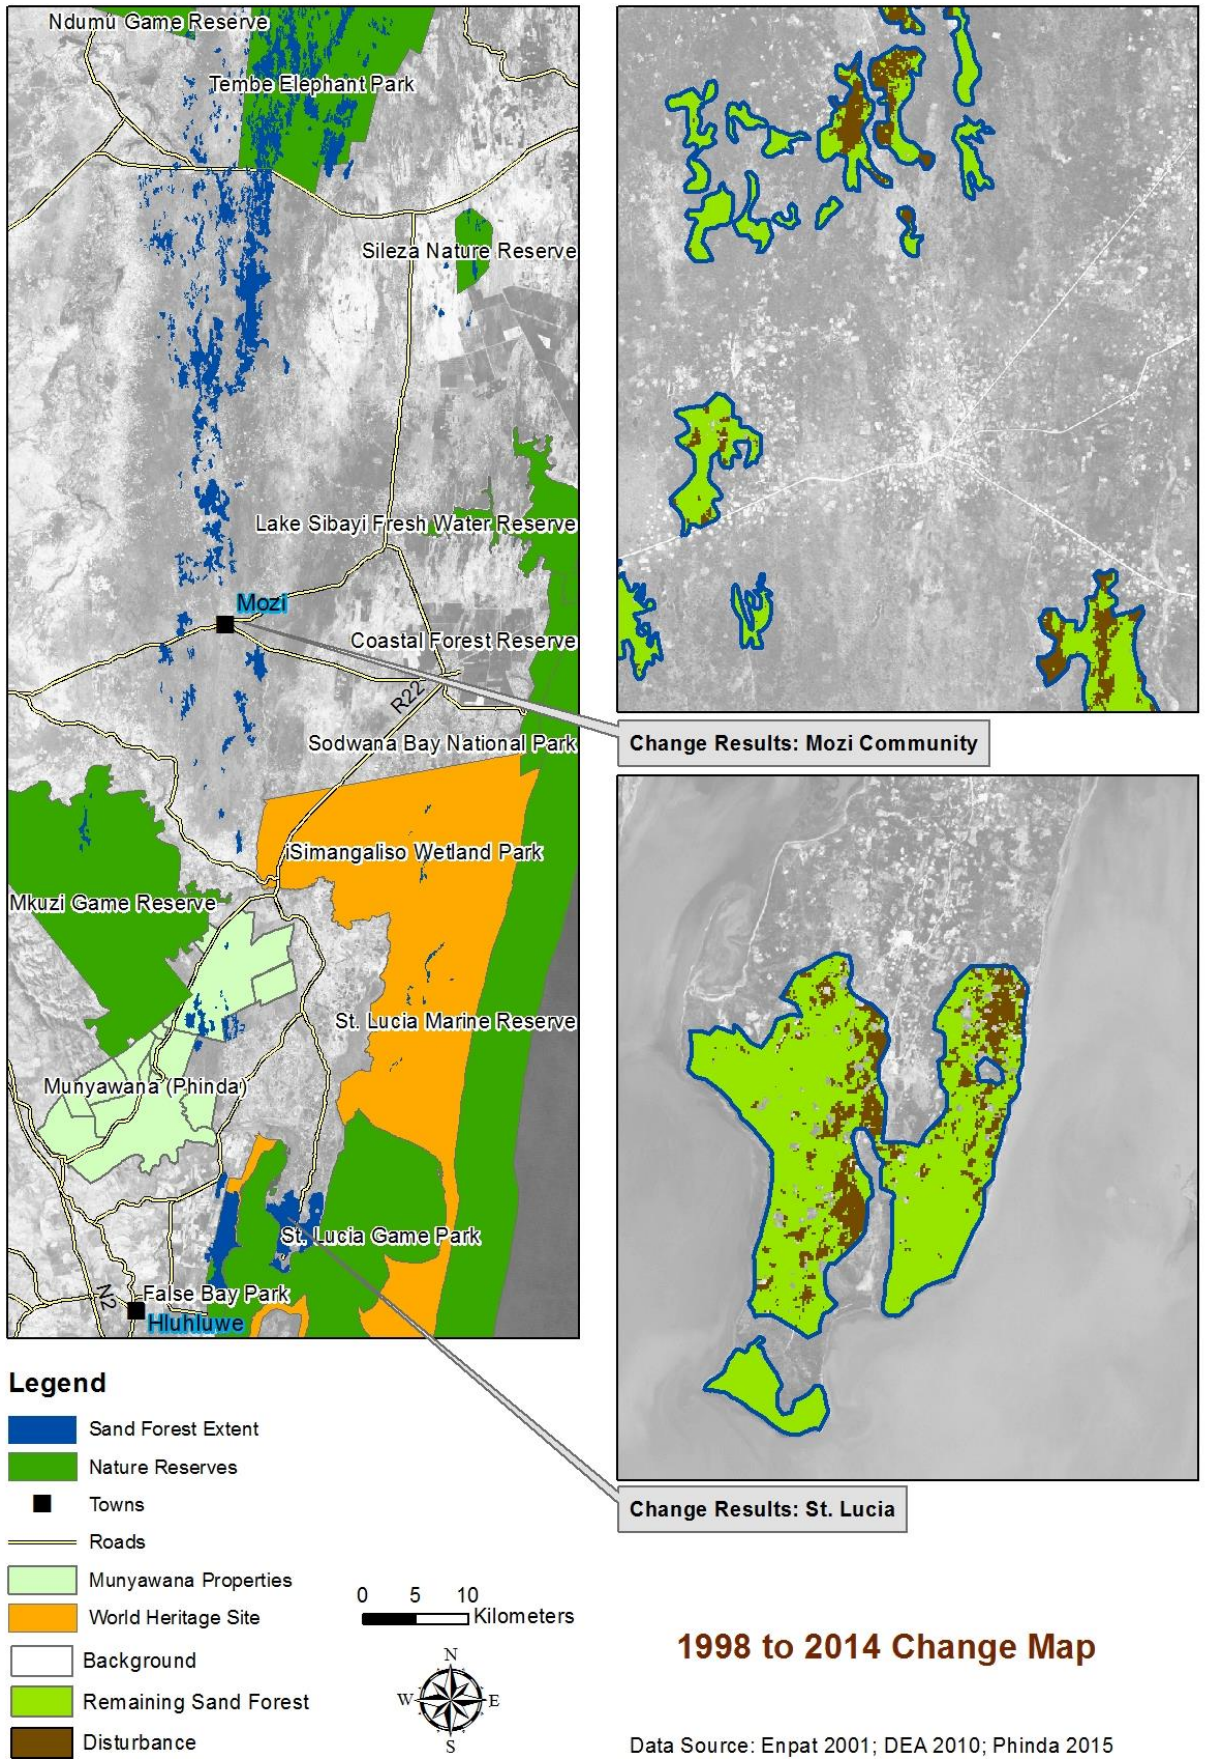 Ndumu Game Reserve
Tembe Elephant Park
Sileza Nature Reserve
Lake Sibayi Fresh Water Reserve
Mozi
Coastal Forest Reserve
R22
Sodwana Bay National Park
iSimangaliso Wetland Park
Mkuzi Game Reserve
St. Lucia Marine Reserve
Munyawana (Phinda)
St. Lucia Game Park
False Bay Park
N2
Hluhluwe
Change Results: Mozi Community
Change Results: St. Lucia
Legend
Sand Forest Extent
Nature Reserves
Towns
Roads
Munyawana Properties
World Heritage Site
Background
Remaining Sand Forest
Disturbance
0 5 10
Kilometers
N
W E
S
1998 to 2014 Change Map
Data Source: Enpat 2001; DEA 2010; Phinda 2015